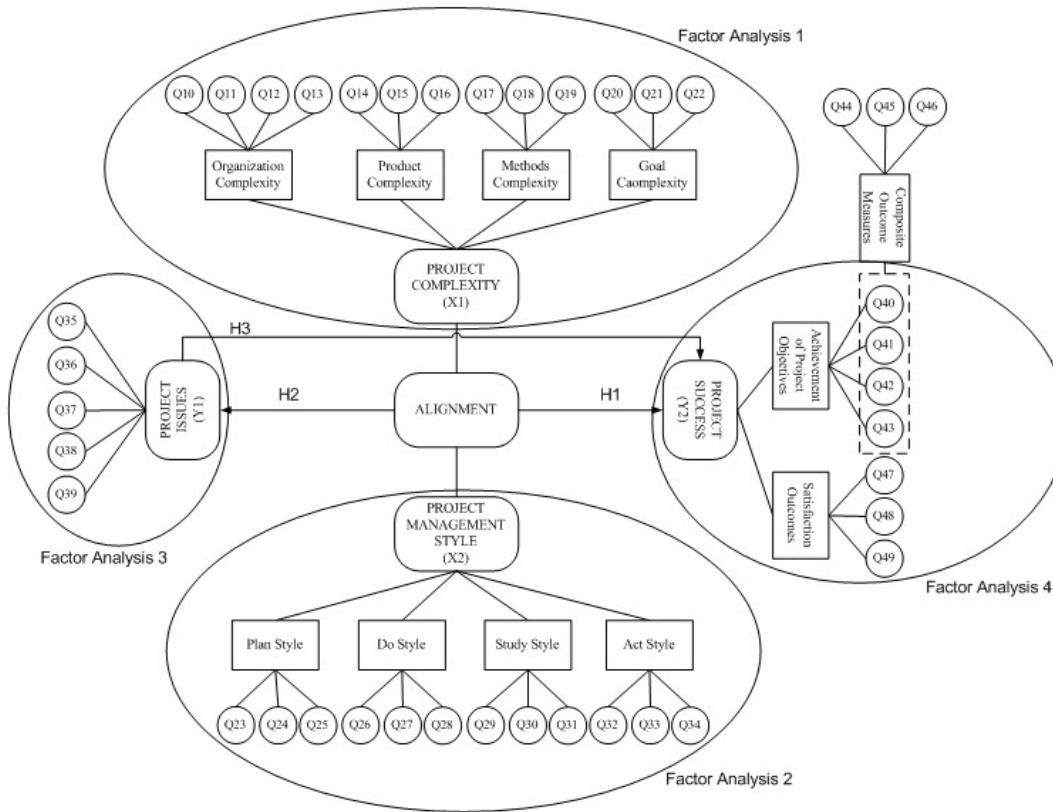 Factor Analysis 1
Q10 Q11 Q12 Q13 Q14 Q15 Q16 Q17 Q18 Q19 Q20 Q21 Q22
Organization
Complexity
Product
Complexity
Methods
Complexity
Goal
Caomplexity
PROJECT
COMPLEXITY
(X1)
Q44 Q45 Q46
Composite
Outcome
Measures
Q35
Q36
Q37
Q38
Q39
PROJECT
ISSUES
(Y1)
Factor Analysis 3
H3
H2
ALIGNMENT
H1
PROJECT
SUCCESS
(Y2)
Achievement
of Project
Objectives
Q40
Q41
Q42
Q43
Satisfaction
Outcomes
Q47
Q48
Q49
Factor Analysis 4
PROJECT
MANAGEMENT
STYLE
(X2)
Plan Style
Do Style
Study Style
Act Style
Q23 Q24 Q25 Q26 Q27 Q28 Q29 Q30 Q31 Q32 Q33 Q34
Factor Analysis 2